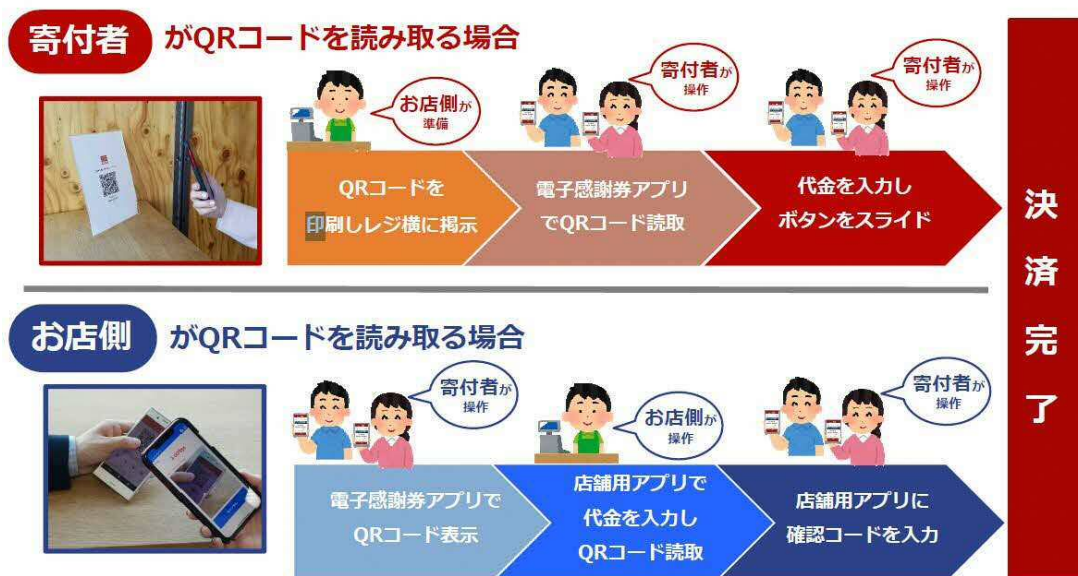 寄付者 がQRコードを読み取る場合
お店側が
準備
寄付者が
操作
寄付者が
操作
QRコードを
印刷しレジ横に掲示
電子感謝券アプリ
でQRコード読取
代金を入力し
ボタンをスライド
お店側 がQRコードを読み取る場合
寄付者が
操作
お店側が
操作
寄付者が
操作
電子感謝券アプリで
QRコード表示
店舗用アプリで
代金を入力し
QRコード読取
店舗用アプリに
確認コードを入力
決済完了